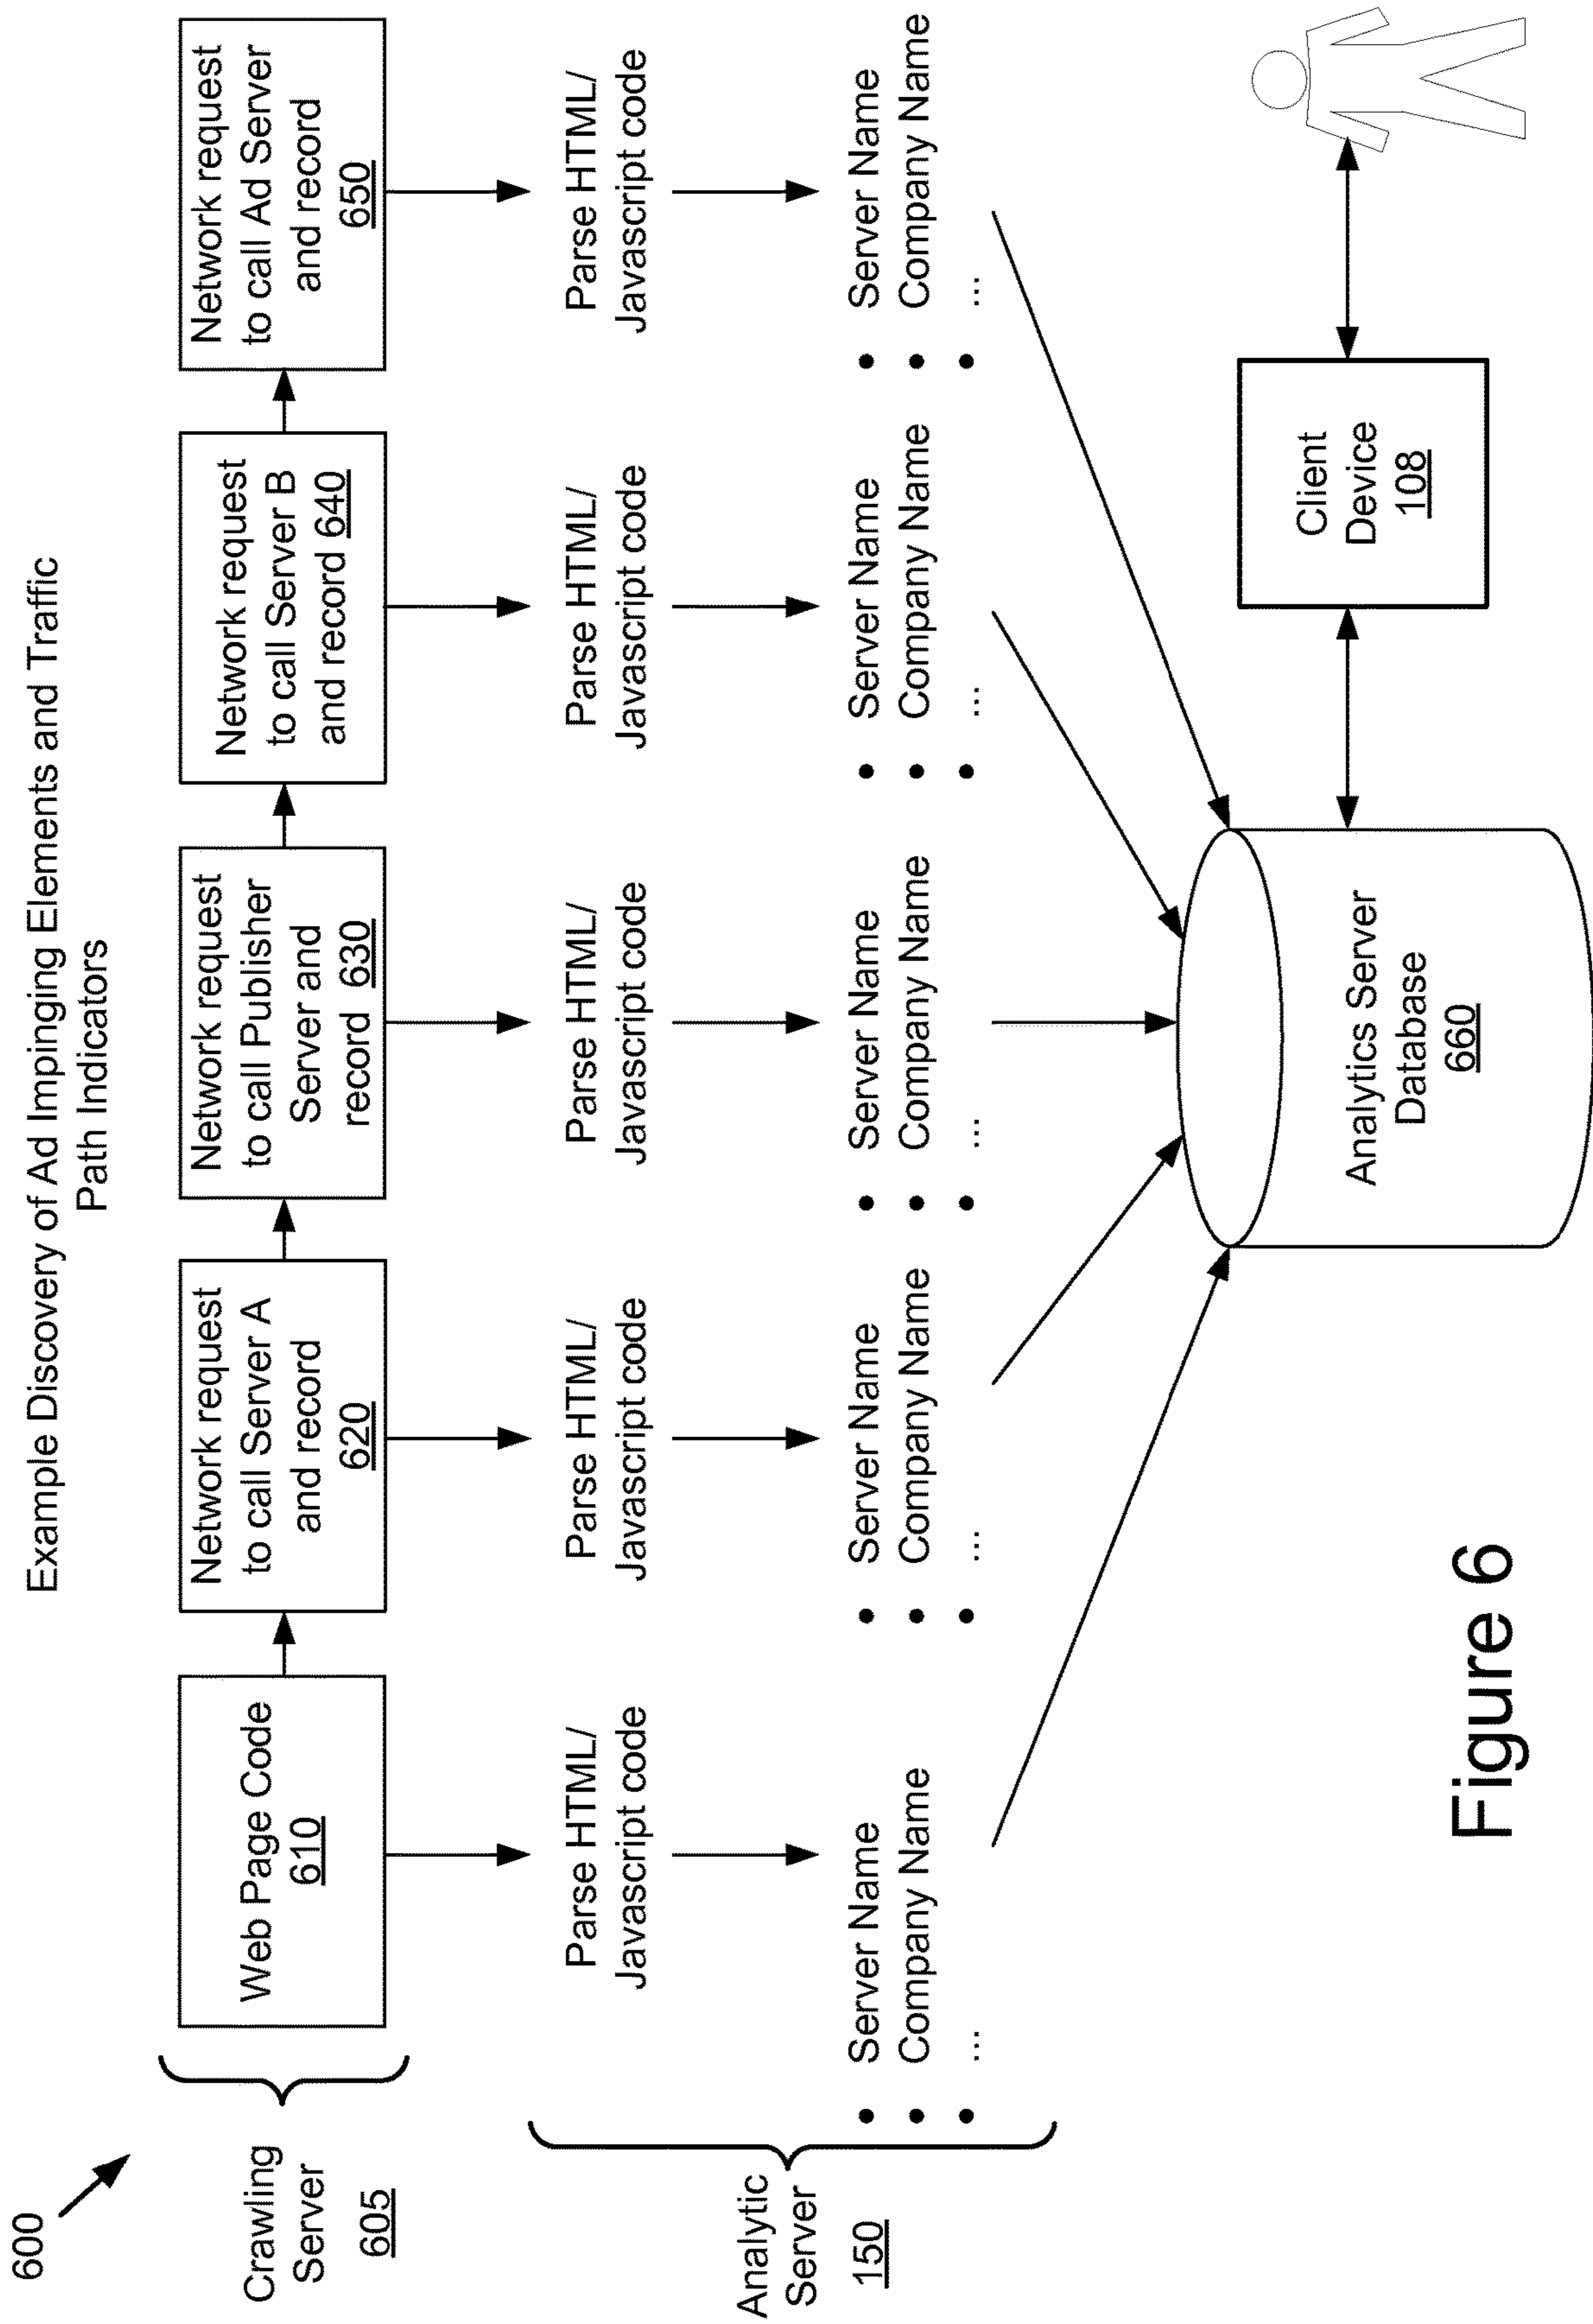 Example Discovery of Ad Impinging Elements and Traffic
Path Indicators
600
Crawling
Server
605
Web Page Code
610
Network request
to call Server A
and record
620
Network request
to call Publisher
Server and
record 630
Network request
to call Server B
and record 640
Network request
to call Ad Server
and record
650
Analytic
Server
150
Parse HTML/
Javascript code
Parse HTML/
Javascript code
Parse HTML/
Javascript code
Parse HTML/
Javascript code
Parse HTML/
Javascript code
• Server Name
• Company Name
• ...
• Server Name
• Company Name
• ...
• Server Name
• Company Name
• ...
• Server Name
• Company Name
• ...
• Server Name
• Company Name
• ...
Analytics Server
Database
660
Client
Device
108
Figure 6